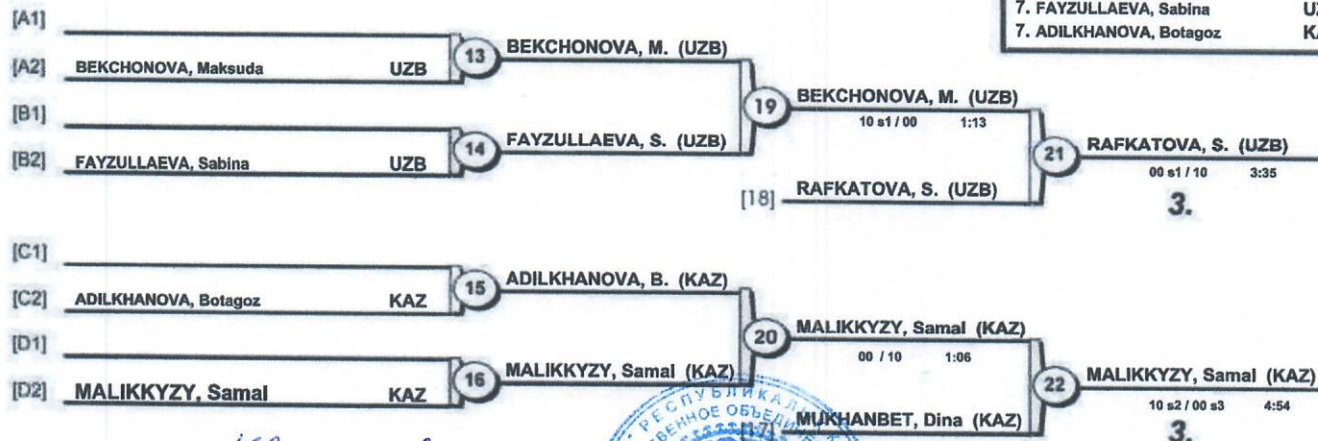 7. FAYZULLAEVA, Sabina
7. ADILKHANOVA, Botagoz
[A1]
[A2] BEKCHONOVA, Maksuda UZB
13 BEKCHONOVA, M. (UZB)
[B1]
[B2] FAYZULLAEVA, Sabina UZB
14 FAYZULLAEVA, S. (UZB)
19 BEKCHONOVA, M. (UZB)
10 s1 / 00 1:13
[18] RAFKATOVA, S. (UZB)
21 RAFKATOVA, S. (UZB)
00 s1 / 10 3:35
3.
[C1]
[C2] ADILKHANOVA, Botagoz KAZ
15 ADILKHANOVA, B. (KAZ)
[D1]
[D2] MALIKKYZY, Samal KAZ
16 MALIKKYZY, Samal (KAZ)
20 MALIKKYZY, Samal (KAZ)
00 / 10 1:06
[17] MUKHANBET, Dina (KAZ)
22 MALIKKYZY, Samal (KAZ)
10 s2 / 00 s3 4:54
3.